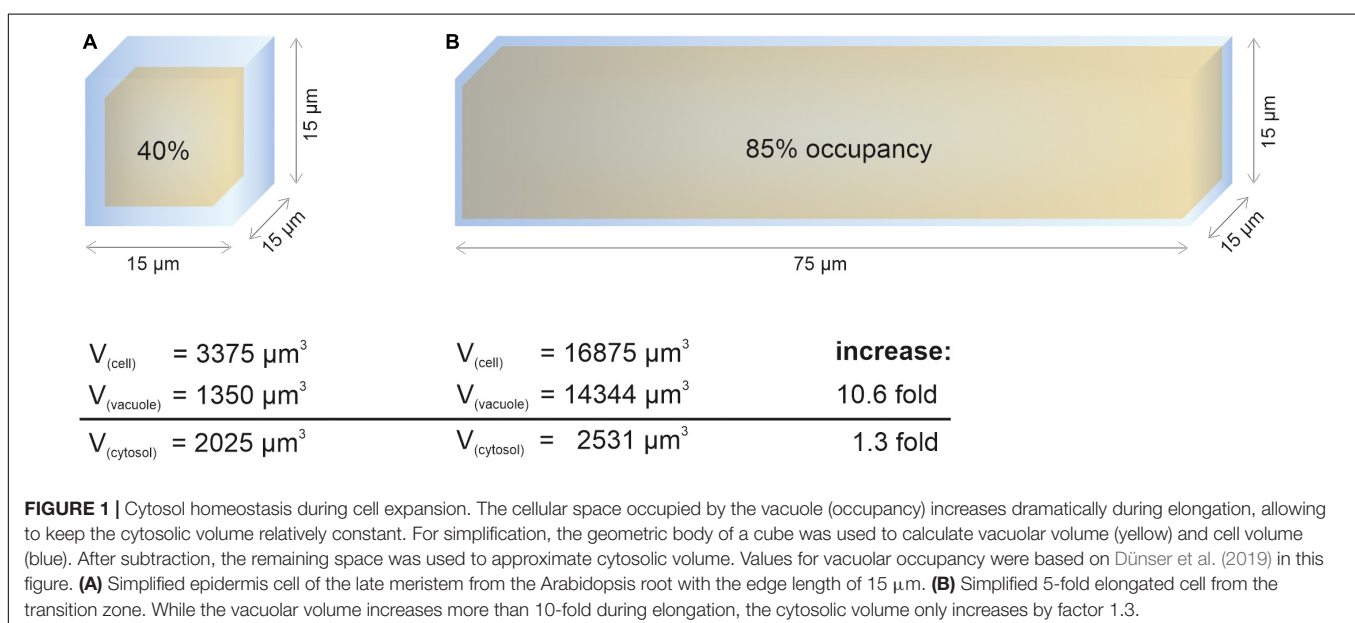 A
B
40%
85% occupancy
15 µm
15 µm
15 µm
15 µm
15 µm
75 µm
V(cell) = 3375 µm³
V(cell) = 16875 µm³
increase:
V(vacuole) = 1350 µm³
V(vacuole) = 14344 µm³
10.6 fold
V(cytosol) = 2025 µm³
V(cytosol) = 2531 µm³
1.3 fold
FIGURE 1 | Cytosol homeostasis during cell expansion. The cellular space occupied by the vacuole (occupancy) increases dramatically during elongation, allowing
to keep the cytosolic volume relatively constant. For simplification, the geometric body of a cube was used to calculate vacuolar volume (yellow) and cell volume
(blue). After subtraction, the remaining space was used to approximate cytosolic volume. Values for vacuolar occupancy were based on Dünser et al. (2019) in this
figure. (A) Simplified epidermis cell of the late meristem from the Arabidopsis root with the edge length of 15 µm. (B) Simplified 5-fold elongated cell from the
transition zone. While the vacuolar volume increases more than 10-fold during elongation, the cytosolic volume only increases by factor 1.3.